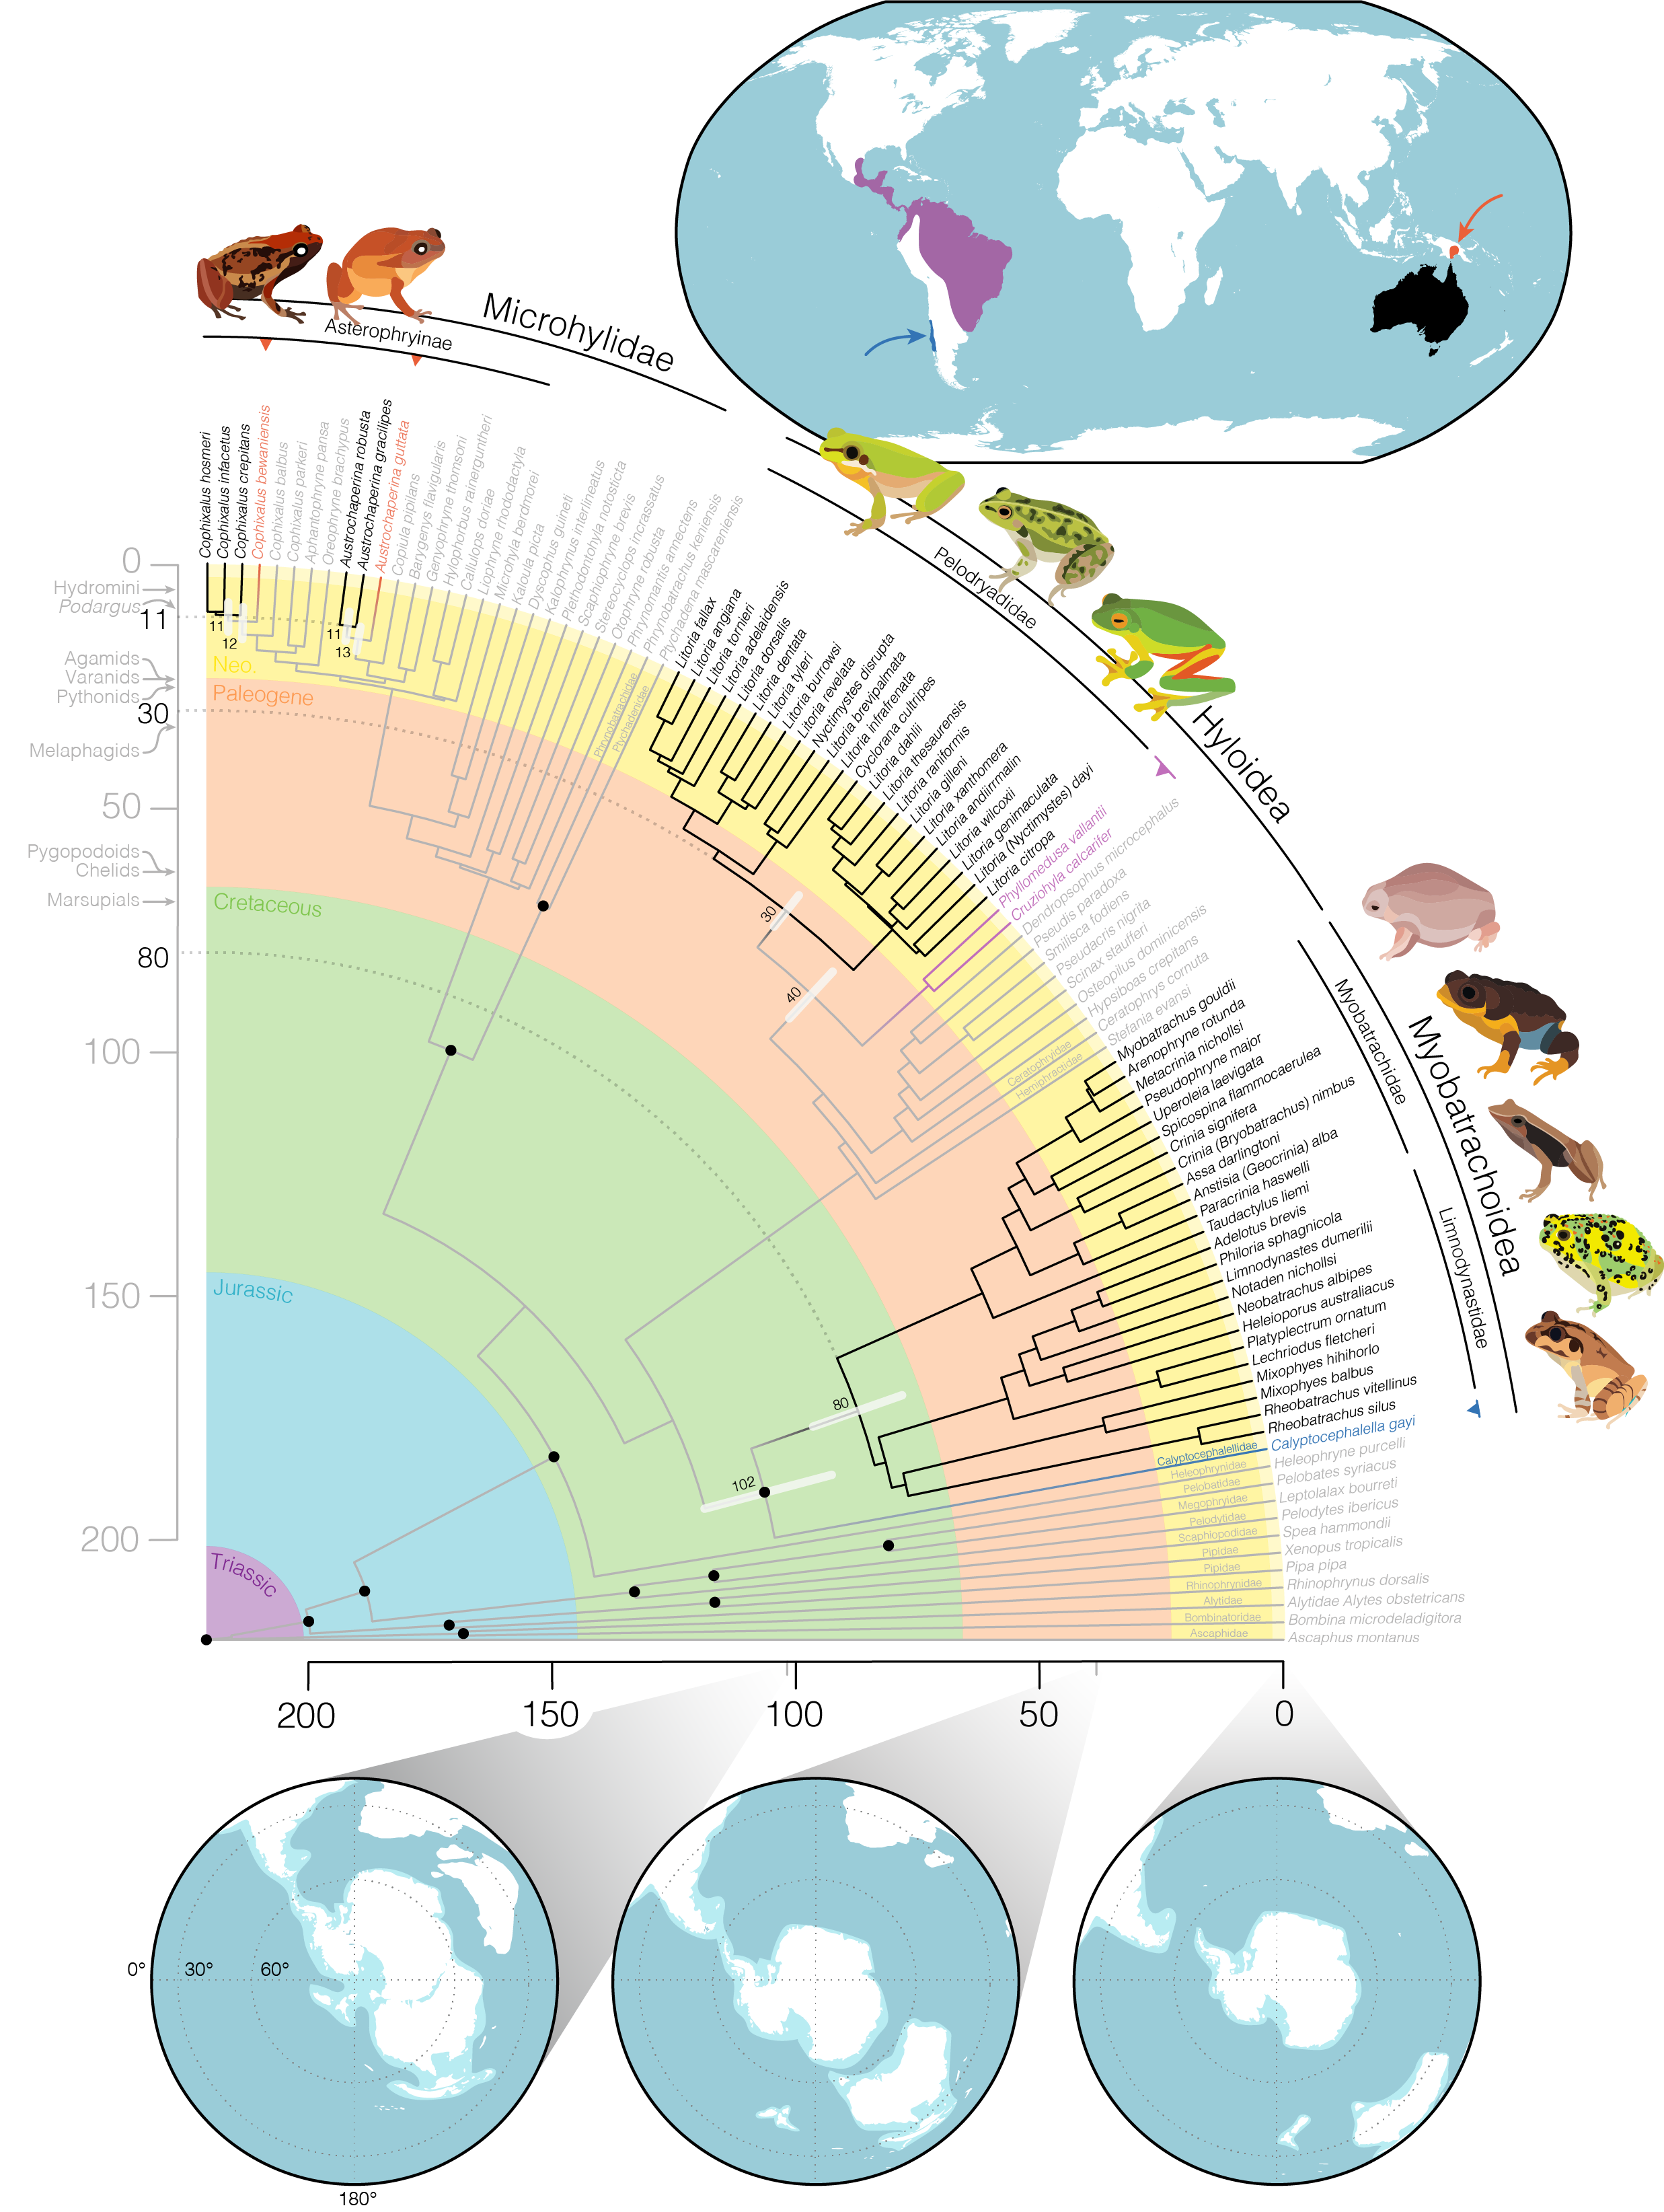 Microhylidae
Asterophryinae
Cophixalus hosmeri
Cophixalus infacetus
Cophixalus crepitans
Cophixalus bewaniensis
Cophixalus balbus
Cophixalus parkeri
Aphantophryne pansa
Oreophryne brachypus
Austrochaperina robusta
Austrochaperina gracilipes
Austrochaperina guttata
Copiula pipilans
Barygenys flavigularis
Genyophryne thomsoni
Hylophorbus rainerguntheri
Callulops doriae
Liophryne rhododactyla
Microhyla berdmorei
Kaloula picta
Dyscophus guineti
Kalophrynus interlineatus
Plethodontohyla notosticta
Scaphiophryne brevis
Stereocyclops incrassatus
Otophryne robusta
Phrynomantis annectens
Phrynobatrachus keniensis
Ptychadena mascareniensis
Phrynobatrachidae
Ptychadenidae
Hyloidea
Pelodryadidae
Litoria fallax
Litoria angiana
Litoria tornieri
Litoria adelaidensis
Litoria dorsalis
Litoria dentata
Litoria tyleri
Litoria burrowsi
Litoria revelata
Nyctimystes disrupta
Litoria brevipalmata
Litoria infrafrenata
Cyclorana cultripes
Litoria dahlii
Litoria thesaurensis
Litoria raniformis
Litoria gilleni
Litoria xanthomera
Litoria andiirrmalin
Litoria wilcoxii
Litoria genimaculata
Litoria (Nyctimystes) dayi
Litoria citropa
Phyllomedusa vallantii
Cruziohyla calcarifer
Dendropsophus microcephalus
Pseudis paradoxa
Smilisca fodiens
Pseudacris nigrita
Scinax staufferi
Osteopilus dominicensis
Hypsiboas crepitans
Ceratophrys cornuta
Stefania evansi
Ceratophryidae
Hemiphractidae
Myobatrachoidea
Myobatrachidae
Limnodynastidae
Myobatrachus gouldii
Arenophryne rotunda
Metacrinia nichollsi
Pseudophryne major
Uperoleia laevigata
Spicospina flammocaerulea
Crinia signifera
Crinia (Bryobatrachus) nimbus
Assa darlingtoni
Anstisia (Geocrinia) alba
Paracrinia haswelli
Taudactylus liemi
Adelotus brevis
Philoria sphagnicola
Limnodynastes dumerilii
Notaden nichollsi
Neobatrachus albipes
Heleioporus australiacus
Platyplectrum ornatum
Lechriodus fletcheri
Mixophyes hihihorlo
Mixophyes balbus
Rheobatrachus vitellinus
Rheobatrachus silus
Calyptocephalellidae Calyptocephalella gayi
Heleophrynidae Heleophryne purcelli
Pelobatidae Pelobates syriacus
Megophryidae Leptolalax bourreti
Pelodytidae Pelodytes ibericus
Scaphiopodidae Spea hammondii
Pipidae Xenopus tropicalis
Pipidae Pipa pipa
Rhinophrynidae Rhinophrynus dorsalis
Alytidae Alytidae Alytes obstetricans
Bombinatoridae Bombina microdeladigitora
Ascaphidae Ascaphus montanus
0
Hydromini
Podargus
11
Agamids
Varanids
Pythonids
30
Melaphagids
50
Pygopodoids
Chelids
Marsupials
80
100
150
200
11
12
11
13
30
40
80
102
Neo.
Paleogene
Cretaceous
Jurassic
Triassic
200 150 100 50 0
0° 30° 60°
180°